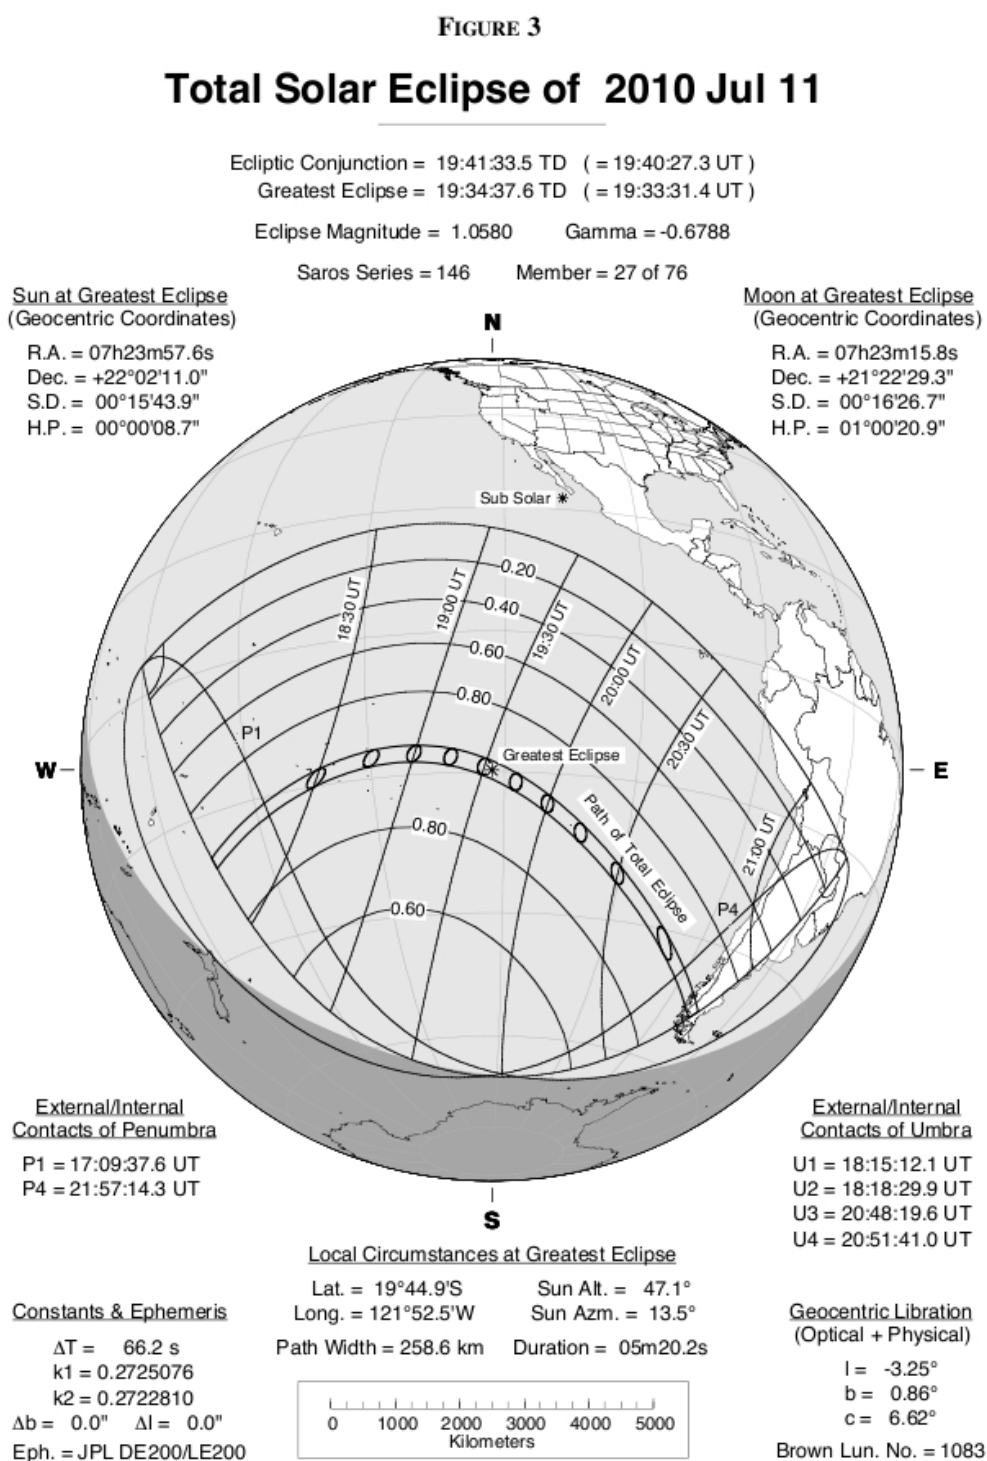 FIGURE 3
Total Solar Eclipse of 2010 Jul 11
Ecliptic Conjunction = 19:41:33.5 TD ( = 19:40:27.3 UT )
Greatest Eclipse = 19:34:37.6 TD ( = 19:33:31.4 UT )
Eclipse Magnitude = 1.0580 Gamma = -0.6788
Saros Series = 146 Member = 27 of 76
Sun at Greatest Eclipse
(Geocentric Coordinates)
R.A. = 07h23m57.6s
Dec. = +22°02'11.0"
S.D. = 00°15'43.9"
H.P. = 00°00'08.7"
Moon at Greatest Eclipse
(Geocentric Coordinates)
R.A. = 07h23m15.8s
Dec. = +21°22'29.3"
S.D. = 00°16'26.7"
H.P. = 01°00'20.9"
N
Sub Solar
0.20
0.40
0.60
0.80
18:30 UT
19:00 UT
19:30 UT
20:00 UT
20:30 UT
21:00 UT
P1
Greatest Eclipse
W
E
Path of Total Eclipse
0.80
0.60
P4
S
External/Internal
Contacts of Penumbra
P1 = 17:09:37.6 UT
P4 = 21:57:14.3 UT
External/Internal
Contacts of Umbra
U1 = 18:15:12.1 UT
U2 = 18:18:29.9 UT
U3 = 20:48:19.6 UT
U4 = 20:51:41.0 UT
Local Circumstances at Greatest Eclipse
Lat. = 19°44.9'S Sun Alt. = 47.1°
Long. = 121°52.5'W Sun Azm. = 13.5°
Path Width = 258.6 km Duration = 05m20.2s
Constants & Ephemeris
ΔT = 66.2 s
k1 = 0.2725076
k2 = 0.2722810
Δb = 0.0" Δl = 0.0"
Eph. = JPL DE200/LE200
0 1000 2000 3000 4000 5000
Kilometers
Geocentric Libration
(Optical + Physical)
l = -3.25°
b = 0.86°
c = 6.62°
Brown Lun. No. = 1083